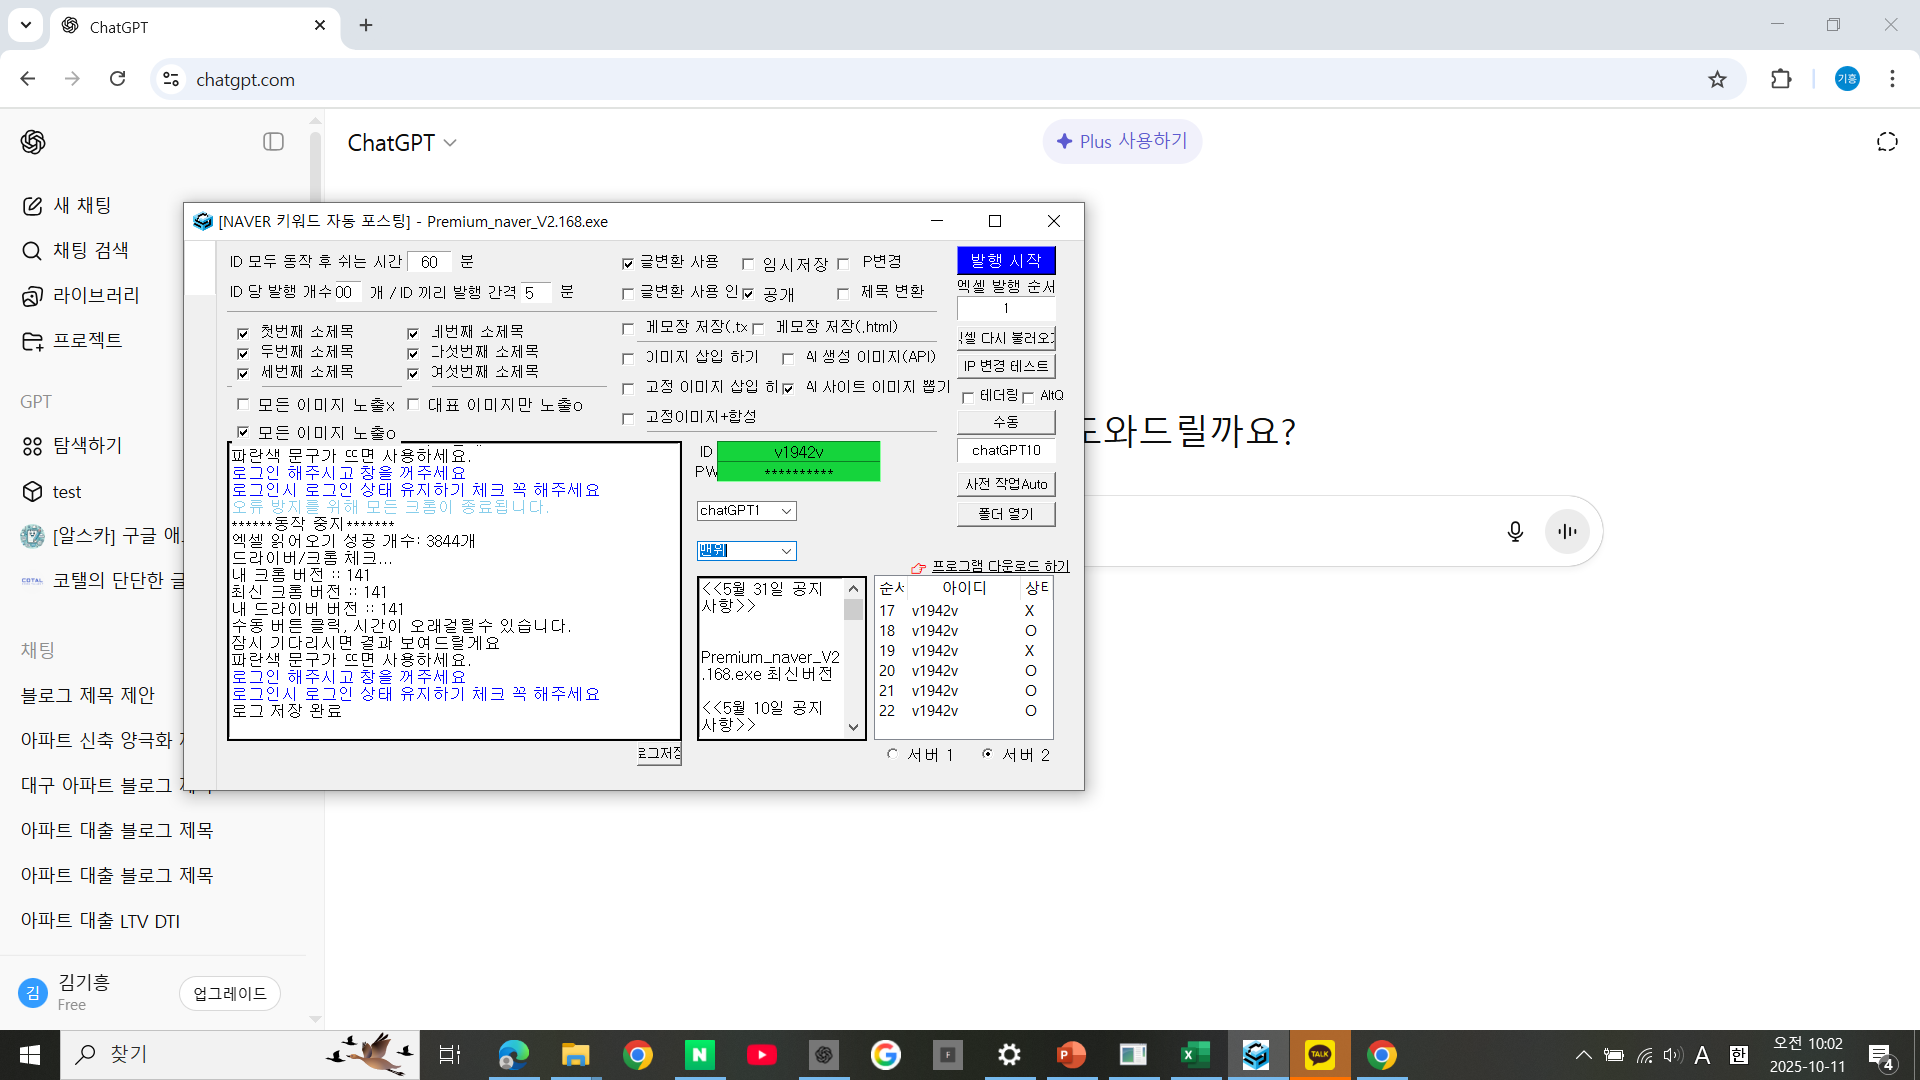 ChatGPT
chatgpt.com
기흥
ChatGPT
Plus 사용하기
새 채팅
채팅 검색
라이브러리
프로젝트
GPT
탐색하기
test
[알스카] 구글 애...
코탤의 단단한 글
채팅
블로그 제목 제안
아파트 신축 양극화
대구 아파트 블로그 제목
아파트 대출 블로그 제목
아파트 대출 블로그 제목
아파트 대출 LTV DTI
김
김기흥
Free
업그레이드
[NAVER 키워드 자동 포스팅] - Premium_naver_V2.168.exe
ID 모두 동작 후 쉬는 시간 60 분
ID 당 발행 개수 00 개 / ID 끼리 발행 간격 5 분
글변환 사용 임시저장 P변경
글변환 사용 인 공개 제목 변환
첫번째 소제목 네번째 소제목
두번째 소제목 다섯번째 소제목
세번째 소제목 여섯번째 소제목
모든 이미지 노출x 대표 이미지만 노출o
모든 이미지 노출o
메모장 저장(.tx 메모장 저장(.html)
이미지 삽입 하기 AI 생성 이미지(API)
고정 이미지 삽입 히 AI 사이트 이미지 뽑기
고정이미지+합성
발행 시작
엑셀 발행 순서
1
셀 다시 불러오
IP 변경 테스트
테더링 AltQ
수동
chatGPT10
사전 작업Auto
폴더 열기
파란색 문구가 뜨면 사용하세요.
로그인 해주시고 창을 꺼주세요
로그인시 로그인 상태 유지하기 체크 꼭 해주세요
오류 방지를 위해 모든 크롬이 종료됩니다.
******동작 중지*******
엑셀 읽어오기 성공 개수: 3844개
드라이버/크롬 체크...
내 크롬 버전 :: 141
최신 크롬 버전 :: 141
내 드라이버 버전 :: 141
수동 버튼 클릭, 시간이 오래걸릴수 있습니다.
잠시 기다리시면 결과 보여드릴게요
파란색 문구가 뜨면 사용하세요.
로그인 해주시고 창을 꺼주세요
로그인시 로그인 상태 유지하기 체크 꼭 해주세요
로그 저장 완료
로그저장
ID v1942v
PW **********
chatGPT1
맨위
<<5월 31일 공지
사항>>
Premium_naver_V2
.168.exe 최신버전
<<5월 10일 공지
사항>>
프로그램 다운로드 하기
순서 아이디 상태
17 v1942v X
18 v1942v O
19 v1942v X
20 v1942v O
21 v1942v O
22 v1942v O
서버 1 서버 2
도와드릴까요?
찾기
TALK
A 한
오전 10:02
2025-10-11
4